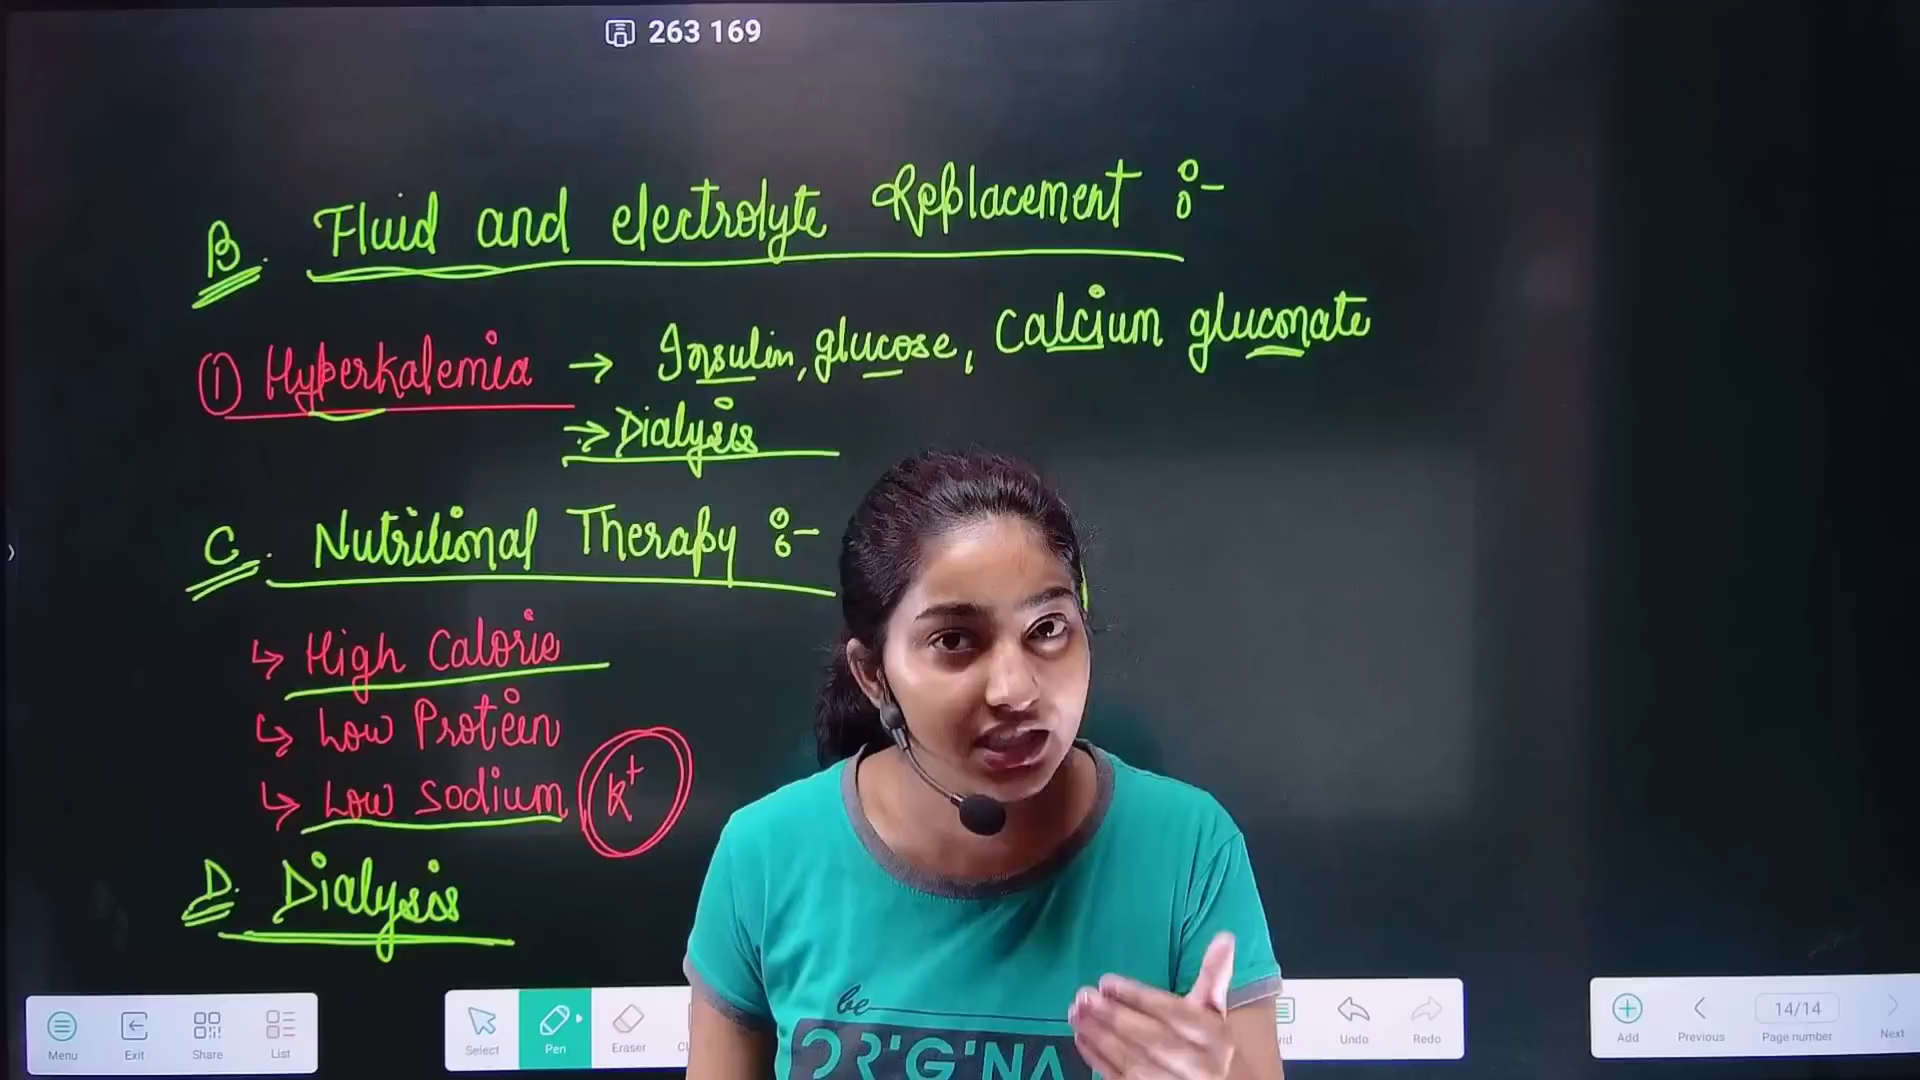 263 169
B. Fluid and electrolyte Replacement :-
① Hyperkalemia → Insulin, glucose, Calcium gluconate
→ Dialysis
C. Nutritional Therapy :-
↳ High Calorie
↳ Low Protein
↳ Low Sodium K+
D. Dialysis
be
Menu Exit Share List Select Pen Eraser Undo Redo Add Previous 14/14 Page number Next